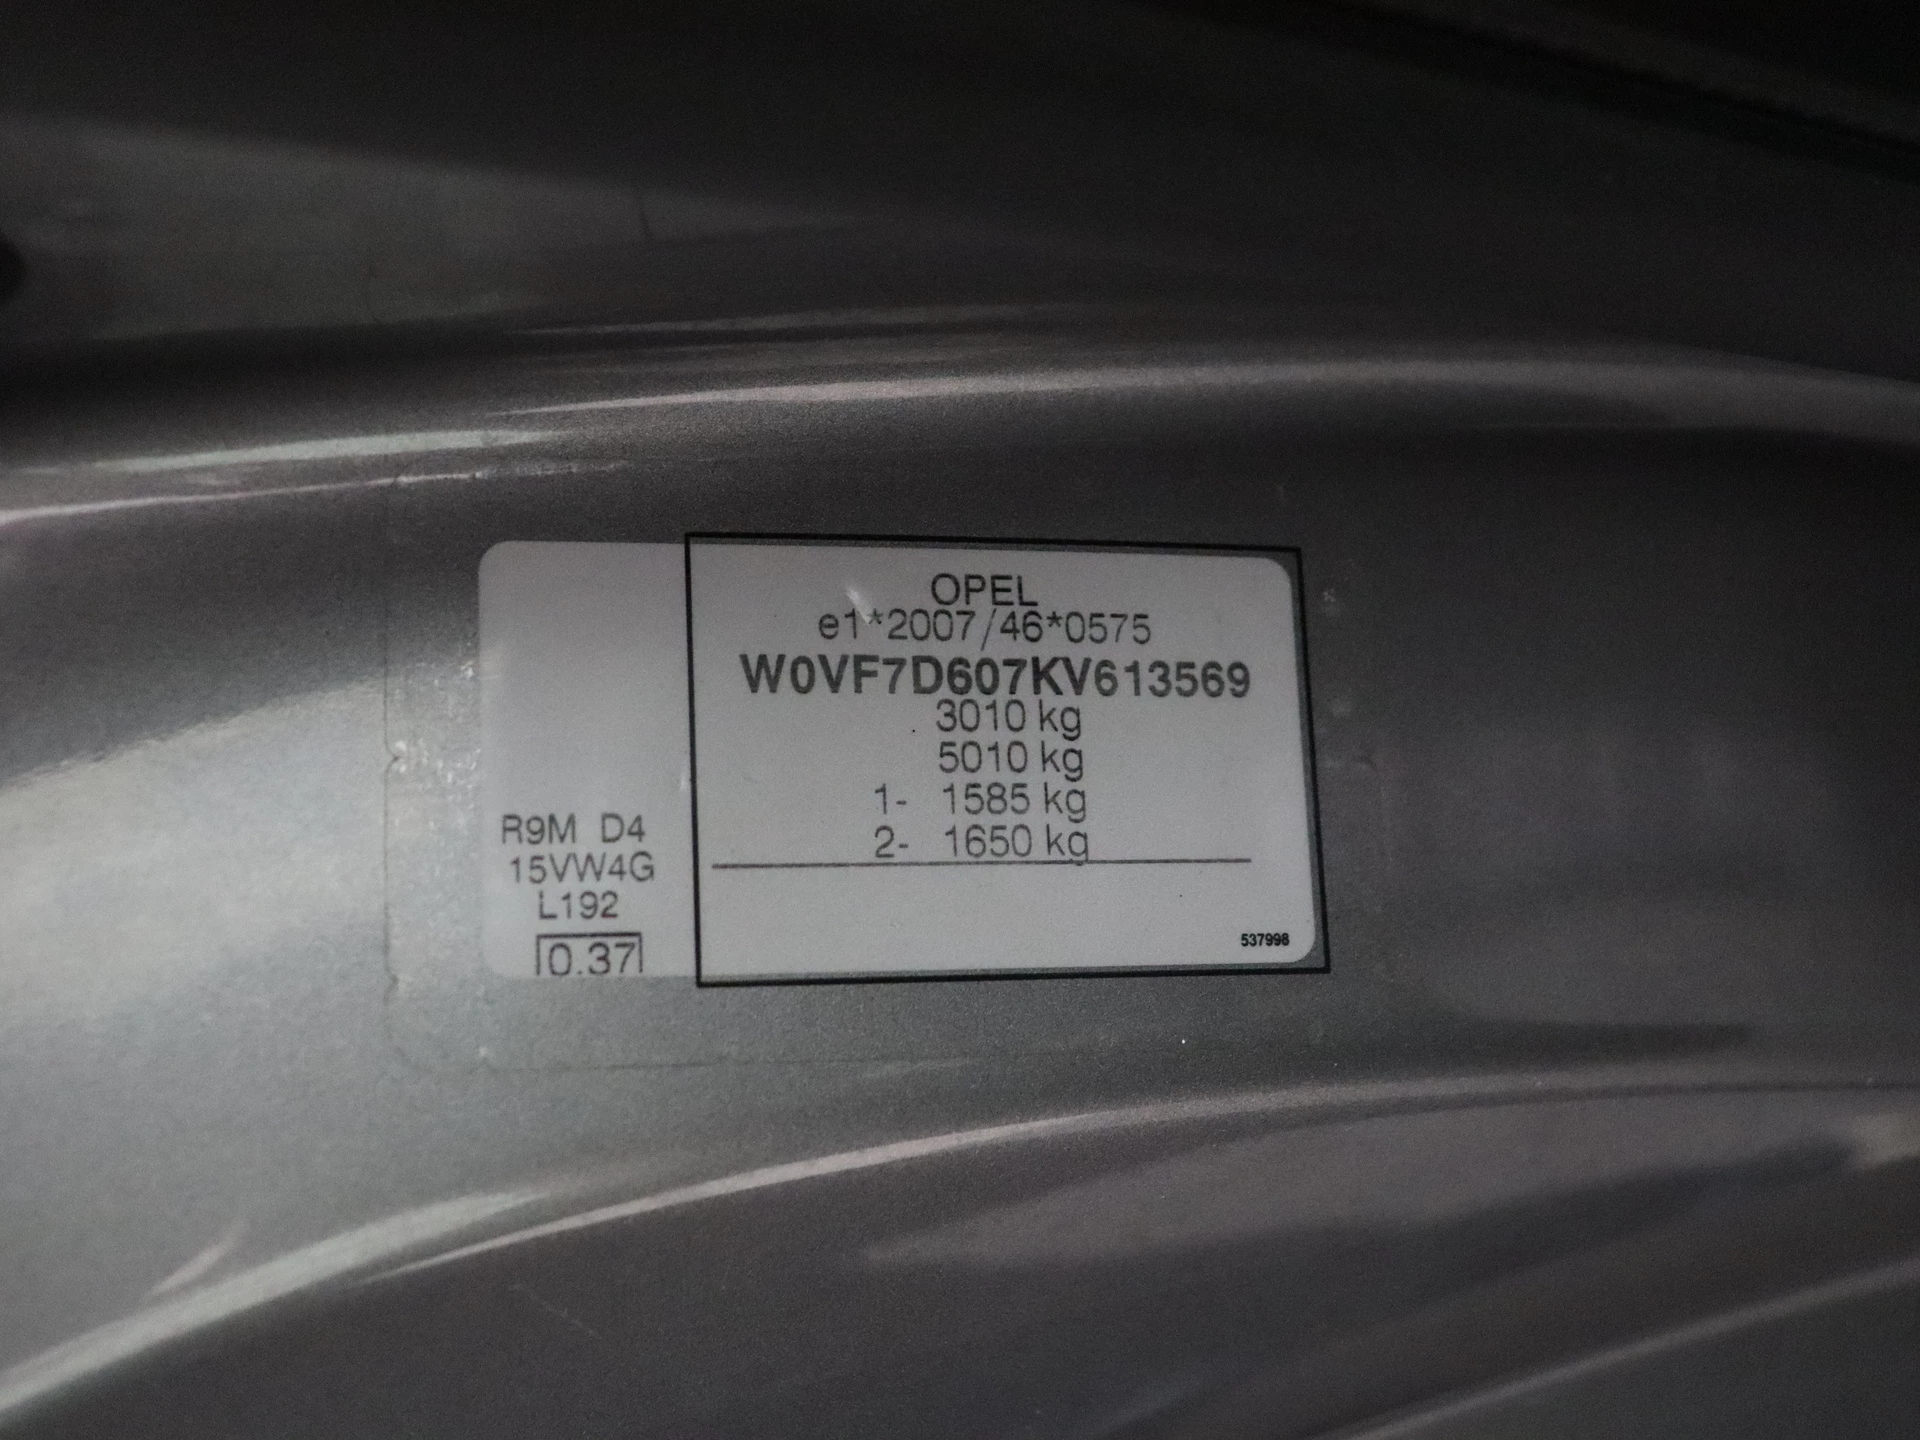 OPEL
e1*2007/46*0575
W0VF7D607KV613569
3010 kg
5010 kg
1- 1585 kg
2- 1650 kg
R9M D4
15VW4G
L192
0.37
537998